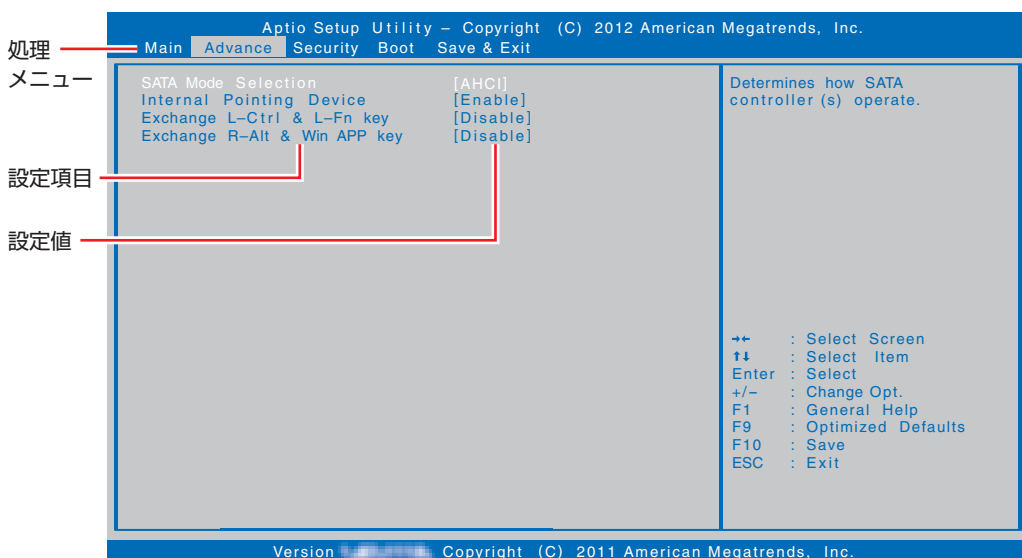 Aptio Setup Utility – Copyright (C) 2012 American Megatrends, Inc.
処理
メニュー
Main Advance Security Boot Save & Exit
SATA Mode Selection [AHCI]
Internal Pointing Device [Enable]
Exchange L–Ctrl & L–Fn key [Disable]
Exchange R–Alt & Win APP key [Disable]
Determines how SATA
controller (s) operate.
設定項目
設定値
→← : Select Screen
↑↓ : Select Item
Enter : Select
+/– : Change Opt.
F1 : General Help
F9 : Optimized Defaults
F10 : Save
ESC : Exit
Version Copyright (C) 2011 American Megatrends, Inc.